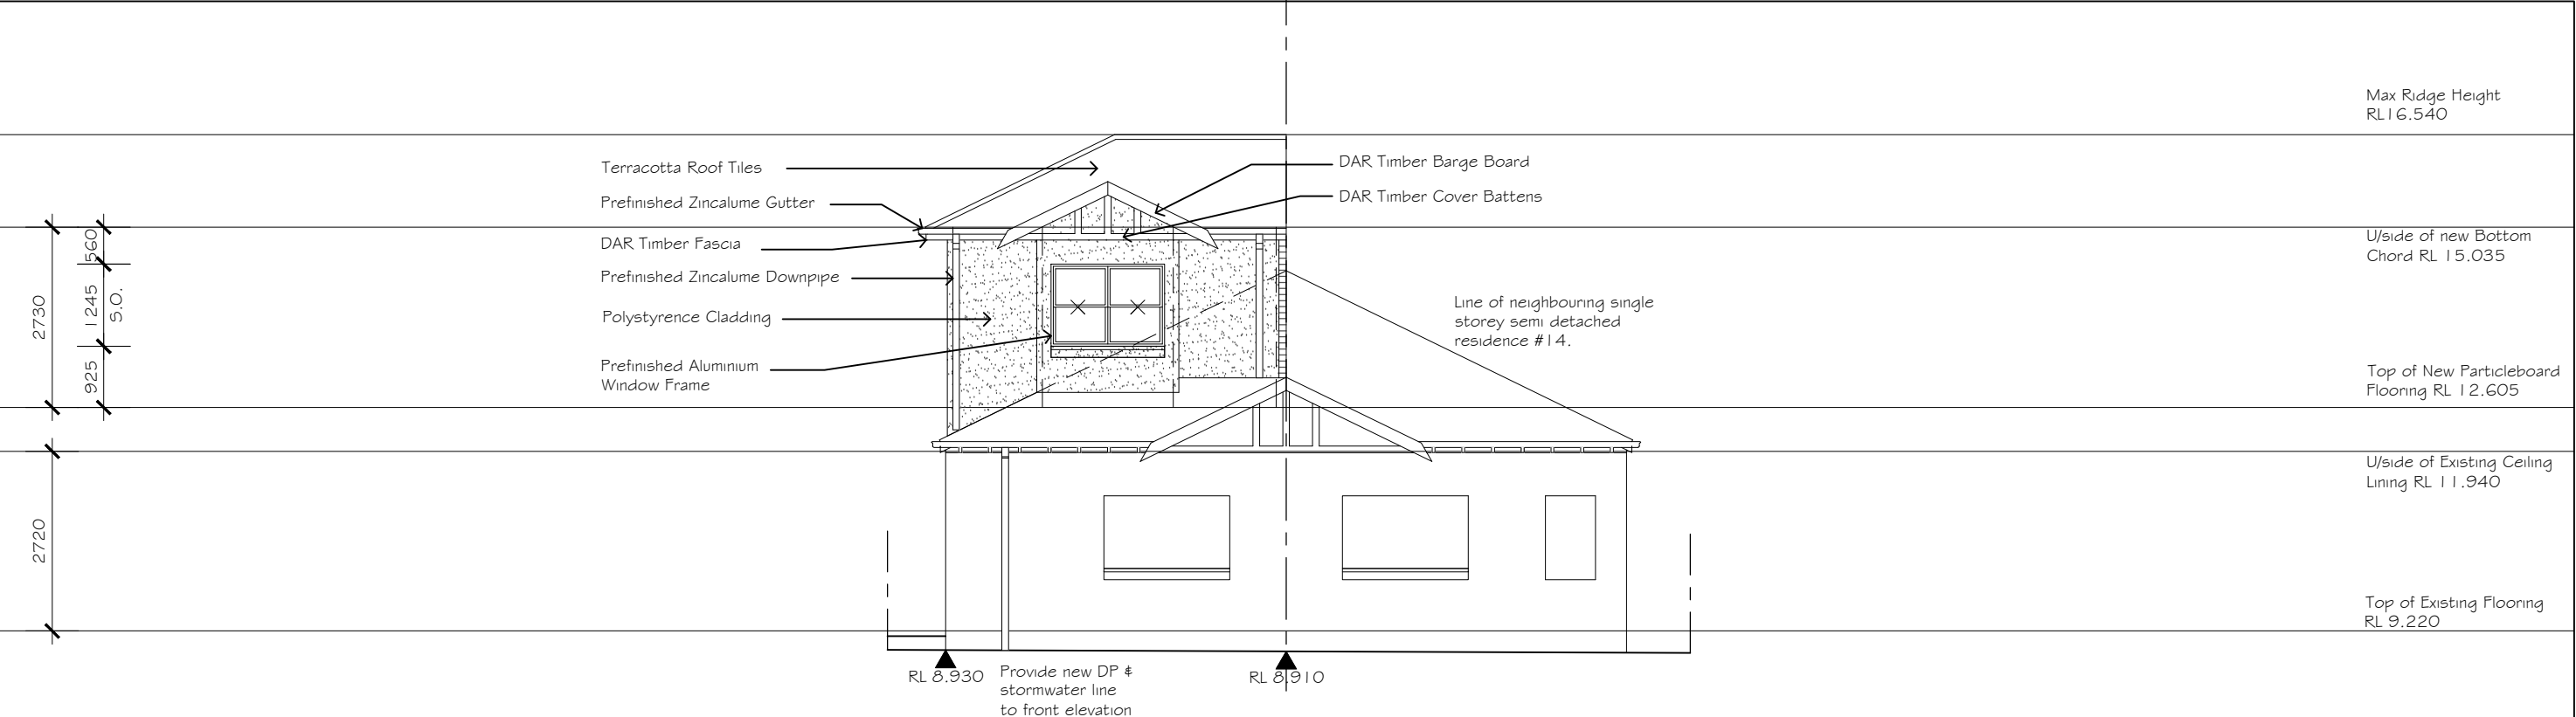 Max Ridge Height
RL16.540
Terracotta Roof Tiles
Prefinished Zincalume Gutter
DAR Timber Fascia
Prefinished Zincalume Downpipe
Polystyrence Cladding
Prefinished Aluminium
Window Frame
DAR Timber Barge Board
DAR Timber Cover Battens
U/side of new Bottom
Chord RL 15.035
Line of neighbouring single
storey semi detached
residence #14.
Top of New Particleboard
Flooring RL 12.605
U/side of Existing Ceiling
Lining RL 11.940
Top of Existing Flooring
RL 9.220
2730
560
1245
S.O.
925
2720
RL 8.930
Provide new DP &
stormwater line
to front elevation
RL 8.910